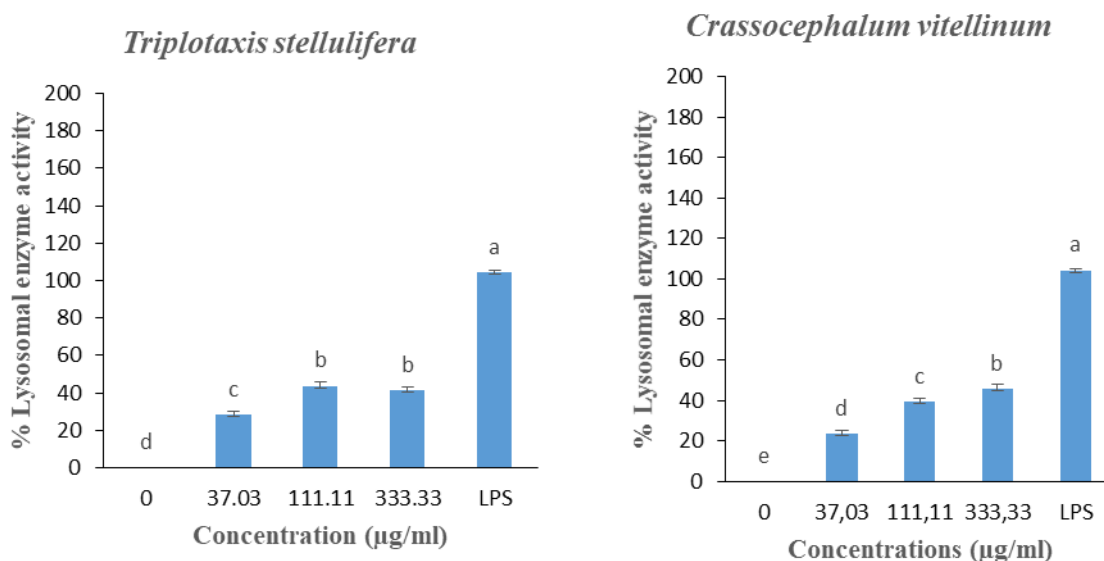 Triplotaxis stellulifera
% Lysosomal enzyme activity
200
180
160
140
120
100
80
60
40
20
0
d
c
b
b
a
0 37.03 111.11 333.33 LPS
Concentration (µg/ml)
Crassocephalum vitellinum
% Lysosomal enzyme activity
200
180
160
140
120
100
80
60
40
20
0
e
d
c
b
a
0 37,03 111,11 333,33 LPS
Concentrations (µg/ml)